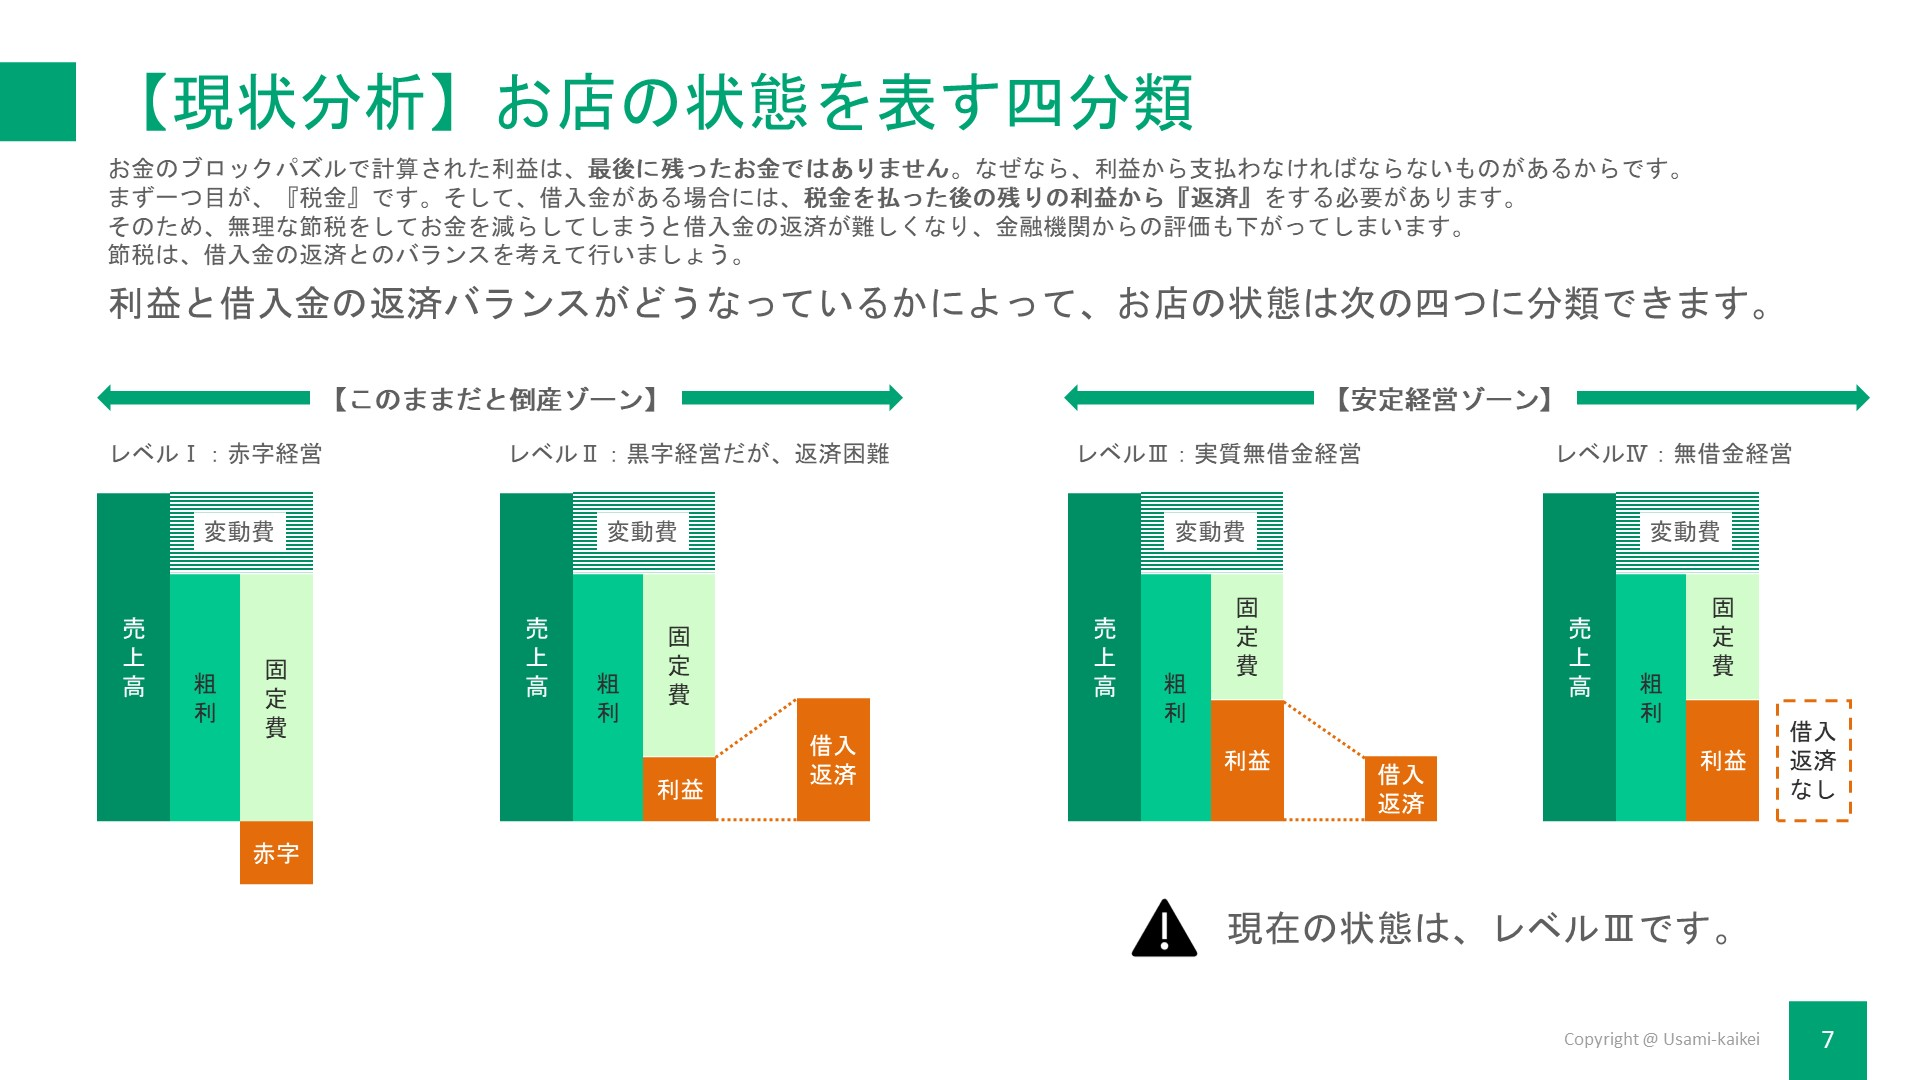 【現状分析】お店の状態を表す四分類
お金のブロックパズルで計算された利益は、最後に残ったお金ではありません。なぜなら、利益から支払わなければならないものがあるからです。
まず一つ目が、『税金』です。そして、借入金がある場合には、税金を払った後の残りの利益から『返済』をする必要があります。
そのため、無理な節税をしてお金を減らしてしまうと借入金の返済が難しくなり、金融機関からの評価も下がってしまいます。
節税は、借入金の返済とのバランスを考えて行いましょう。
利益と借入金の返済バランスがどうなっているかによって、お店の状態は次の四つに分類できます。
【このままだと倒産ゾーン】
【安定経営ゾーン】
レベルⅠ：赤字経営
レベルⅡ：黒字経営だが、返済困難
レベルⅢ：実質無借金経営
レベルⅣ：無借金経営
変動費
売上高
粗利
固定費
赤字
変動費
売上高
粗利
固定費
利益
借入
返済
変動費
売上高
粗利
固定費
利益
借入
返済
変動費
売上高
粗利
固定費
利益
借入
返済
なし
現在の状態は、レベルⅢです。
Copyright @ Usami-kaikei
7